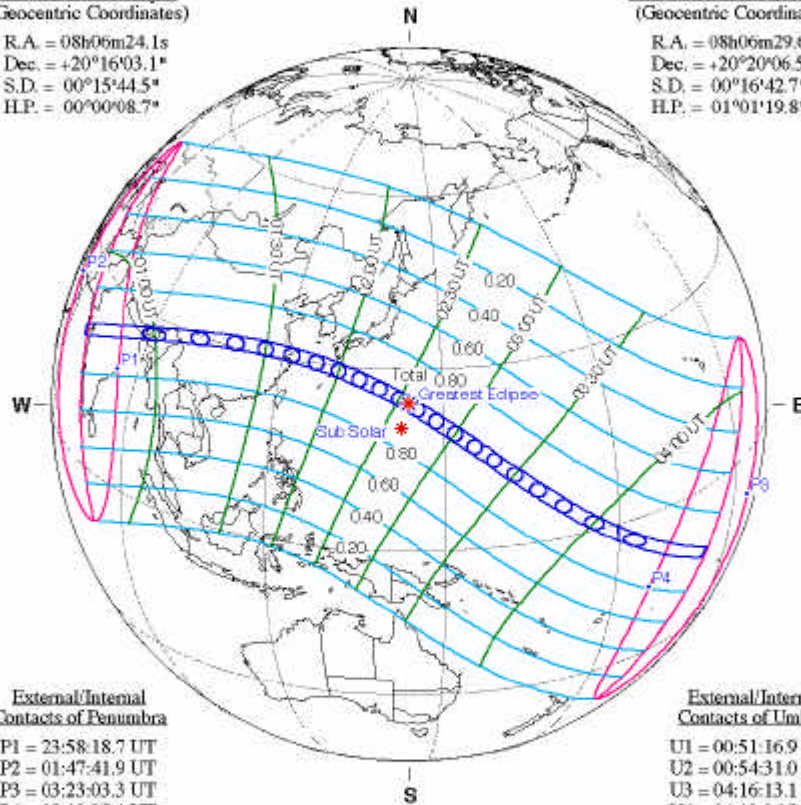 Geocentric Coordinates)
R.A. = 08h06m24.1s
Dec. = +20°16'03.1"
S.D. = 00°15'44.5"
H.P. = 00°00'08.7"
(Geocentric Coordina
R.A. = 08h06m29.
Dec. = +20°20'06.5
S.D. = 00°16'42.7
H.P. = 01°01'19.8
N
W
E
S
P2
P1
01:00 UT
01:30 UT
02:00 UT
02:30 UT
03:00 UT
03:30 UT
04:00 UT
0.20
0.40
0.60
Total
0.80
Greatest Eclipse
Sub Solar
0.80
0.60
0.40
0.20
P3
P4
External/Internal
Contacts of Penumbra
P1 = 23:58:18.7 UT
P2 = 01:47:41.9 UT
P3 = 03:23:03.3 UT
External/Intern
Contacts of Um
U1 = 00:51:16.9
U2 = 00:54:31.0
U3 = 04:16:13.1